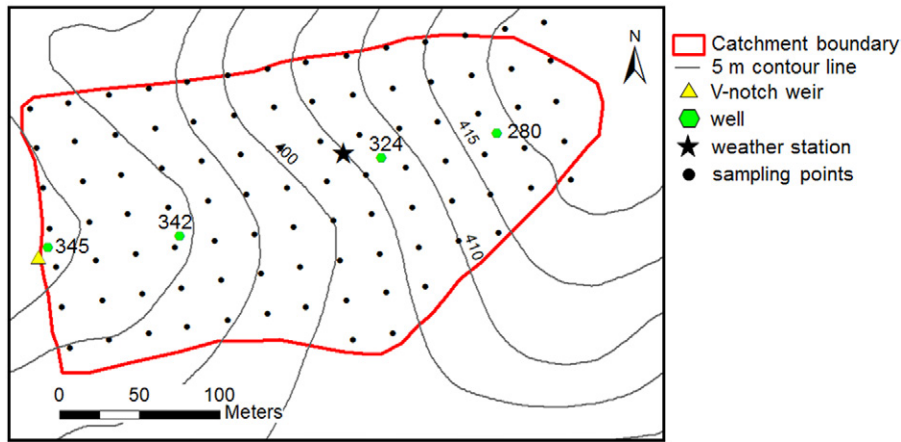 N
Catchment boundary
5 m contour line
V-notch weir
well
weather station
sampling points
280
415
324
400
342
345
410
0 50 100
Meters